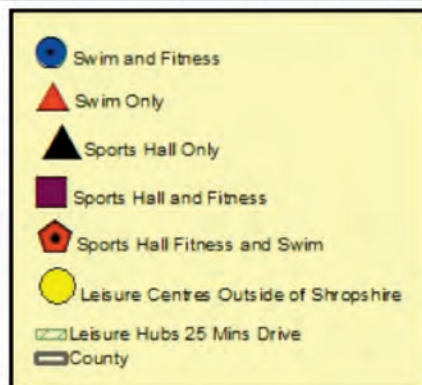 Swim and Fitness
Swim Only
Sports Hall Only
Sports Hall and Fitness
Sports Hall Fitness and Swim
Leisure Centres Outside of Shropshire
Leisure Hubs 25 Mins Drive
County